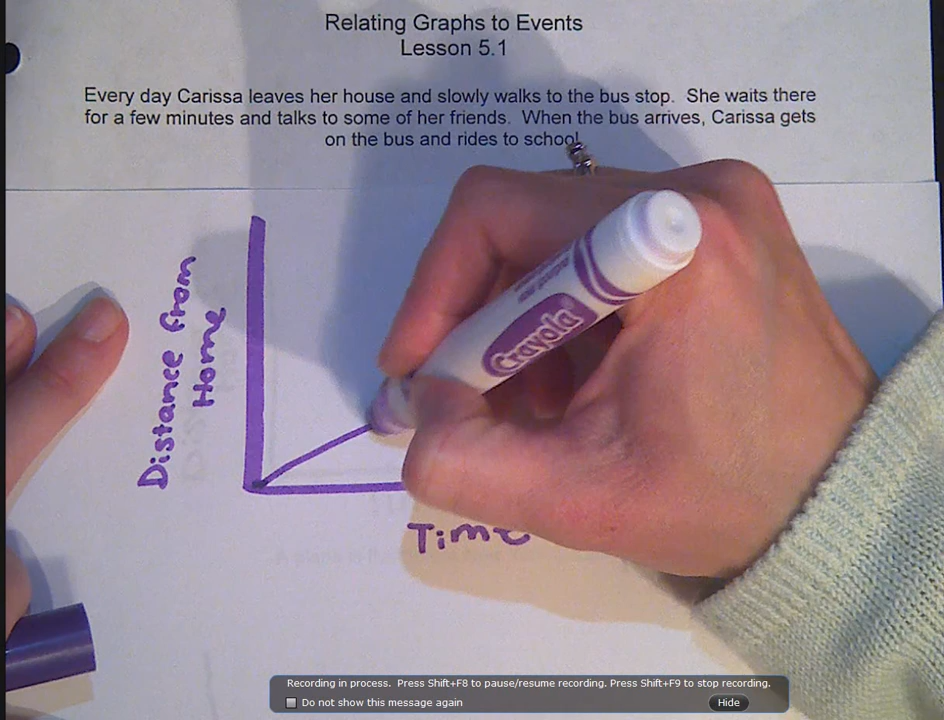 Relating Graphs to Events
Lesson 5.1
Every day Carissa leaves her house and slowly walks to the bus stop. She waits there
for a few minutes and talks to some of her friends. When the bus arrives, Carissa gets
on the bus and rides to school.
Distance from
Home
Crayola
Time
Recording in process. Press Shift+F8 to pause/resume recording. Press Shift+F9 to stop recording.
Do not show this message again
Hide